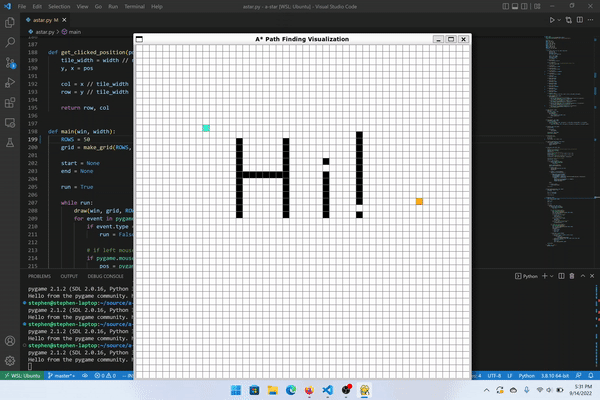 astar.py - a-star [WSL: Ubuntu] - Visual Studio Code
File Edit Selection View Go Run Terminal Help
astar.py M
astar.py > main
A* Path Finding Visualization
187
188 def get_clicked_position(
189 tile_width = width //
190 y, x = pos
191
192 col = x // tile_width
193 row = y // tile_width
194
195 return row, col
196
197
198 def main(win, width):
199 ROWS = 50
200 grid = make_grid(ROWS,
201
202 start = None
203 end = None
204
205 run = True
206
207 while run:
208 draw(win, grid,
209 for event in
210 if event.type
211 run =
212
213 # if left
214 if pygame.
215 pos =
Hi!
PROBLEMS OUTPUT DEBUG CONSOLE
Python
pygame 2.1.2 (SDL 2.0.16, Python
Hello from the pygame community.
stephen@stephen-laptop:~/source/
pygame 2.1.2 (SDL 2.0.16, Python
Hello from the pygame community.
stephen@stephen-laptop:~/source/
pygame 2.1.2 (SDL 2.0.16, Python
Hello from the pygame community.
stephen@stephen-laptop:~/source/
pygame 2.1.2 (SDL 2.0.16, Python
Hello from the pygame community.
WSL: Ubuntu master*+ 0 0 UTF-8 LF Python 3.8.10 64-bit
5:31 PM
9/14/2022